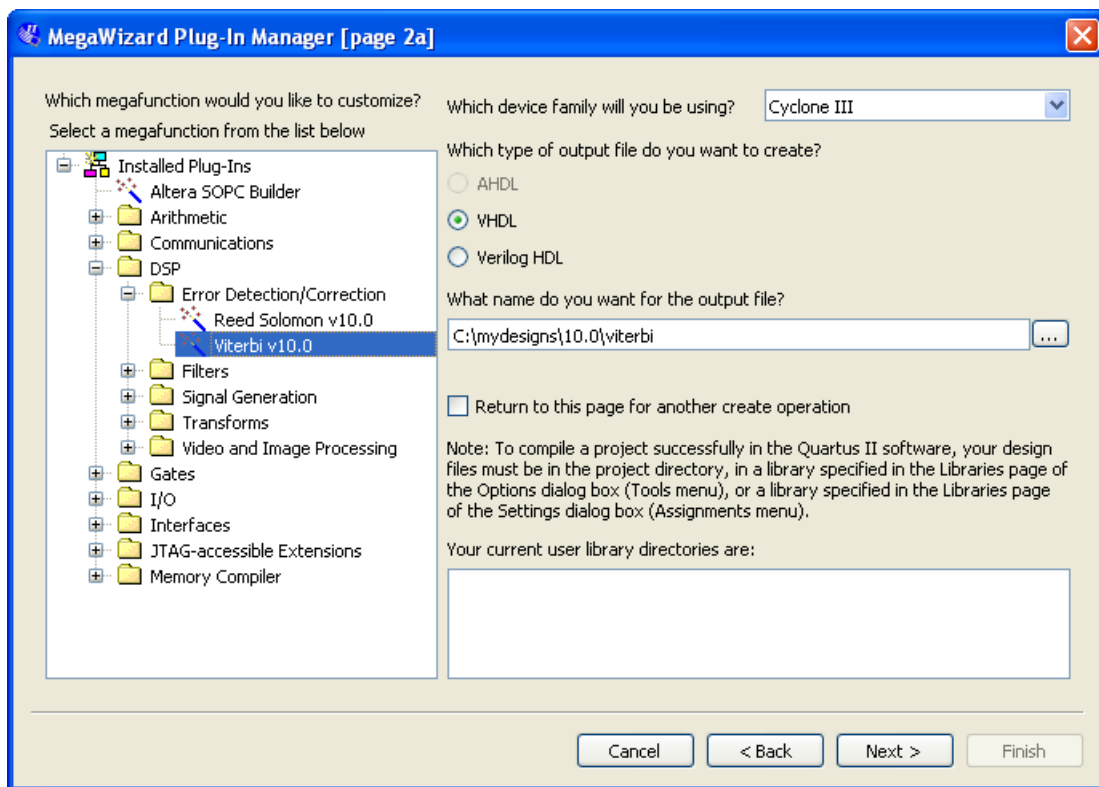 MegaWizard Plug-In Manager [page 2a]
Which megafunction would you like to customize?
Select a megafunction from the list below
Installed Plug-Ins
Altera SOPC Builder
Arithmetic
Communications
DSP
Error Detection/Correction
Reed Solomon v10.0
Viterbi v10.0
Filters
Signal Generation
Transforms
Video and Image Processing
Gates
I/O
Interfaces
JTAG-accessible Extensions
Memory Compiler
Which device family will you be using?
Cyclone III
Which type of output file do you want to create?
AHDL
VHDL
Verilog HDL
What name do you want for the output file?
C:\mydesigns\10.0\viterbi
...
Return to this page for another create operation
Note: To compile a project successfully in the Quartus II software, your design
files must be in the project directory, in a library specified in the Libraries page of
the Options dialog box (Tools menu), or a library specified in the Libraries page
of the Settings dialog box (Assignments menu).
Your current user library directories are:
Cancel
< Back
Next >
Finish